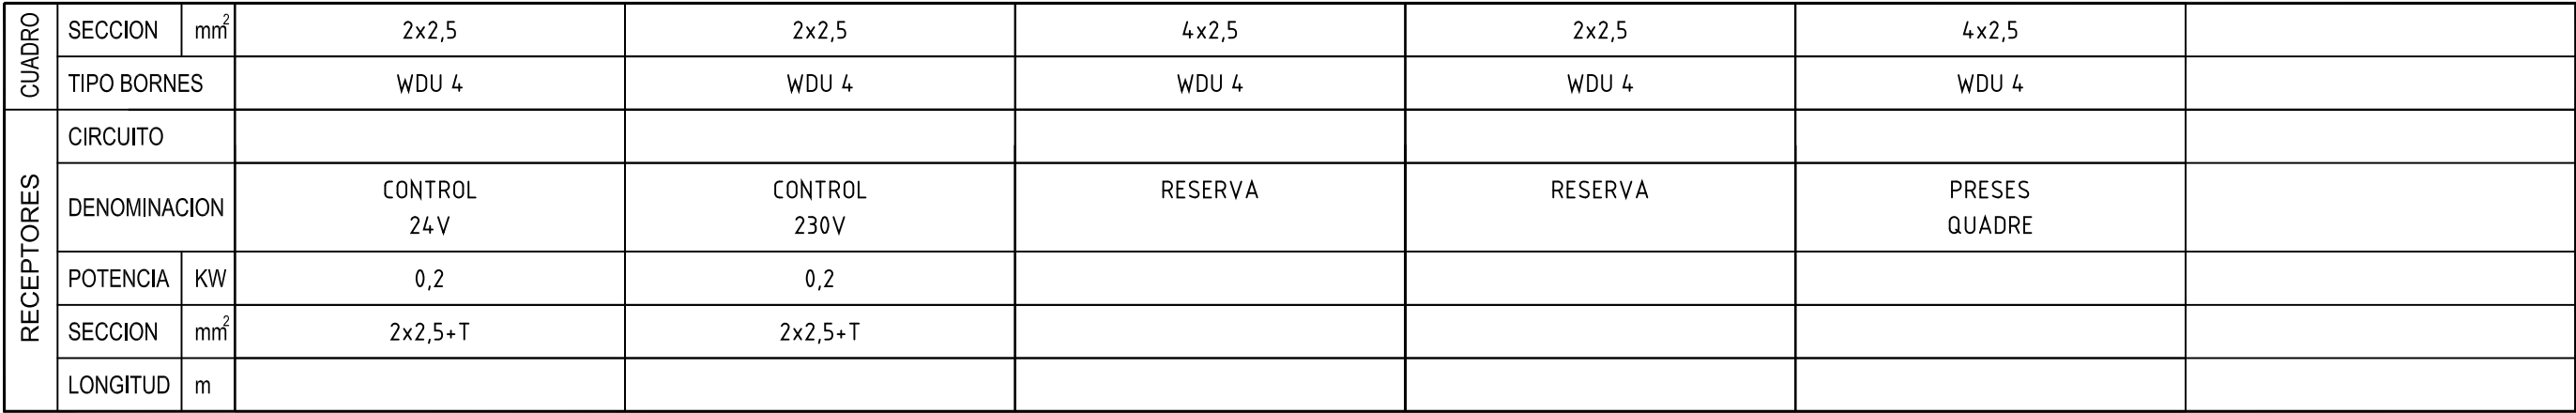 CUADRO
SECCION mm² 2x2,5 2x2,5 4x2,5 2x2,5 4x2,5
TIPO BORNES WDU 4 WDU 4 WDU 4 WDU 4 WDU 4
RECEPTORES
CIRCUITO
DENOMINACION CONTROL CONTROL RESERVA RESERVA PRESES
24V 230V QUADRE
POTENCIA KW 0,2 0,2
SECCION mm² 2x2,5+T 2x2,5+T
LONGITUD m